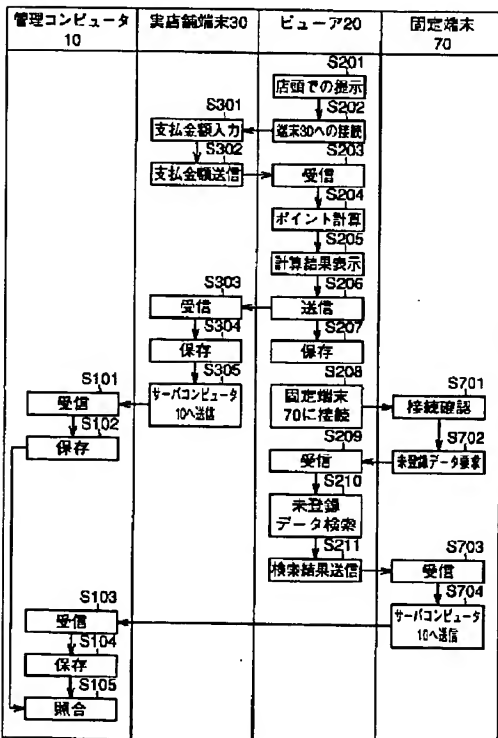 管理コンピュータ
10
実店舗端末30
ビューア20
固定端末
70
S201
店頭での提示
S301
S202
支払金額入力
端末30への接続
S302
S203
支払金額送信
受信
S204
ポイント計算
S205
計算結果表示
S303
S206
受信
送信
S304
S207
保存
保存
S305
S208
S101
S701
受信
サーバコンピュータ
10へ送信
固定端末
70に接続
接続確認
S102
S209
S702
保存
受信
未登録データ要求
S210
未登録
データ検索
S211
S703
検索結果送信
受信
S103
S704
受信
サーバコンピュータ
10へ送信
S104
保存
S105
照合